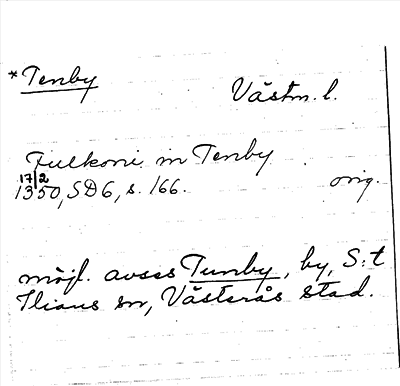 *Tenby
Västm. l.
Fulkoni in Tenby
17/2
1350, SD6, s. 166. orig.
möjl. avses Tunby, by, S:t
Ilians sn, Västerås stad.